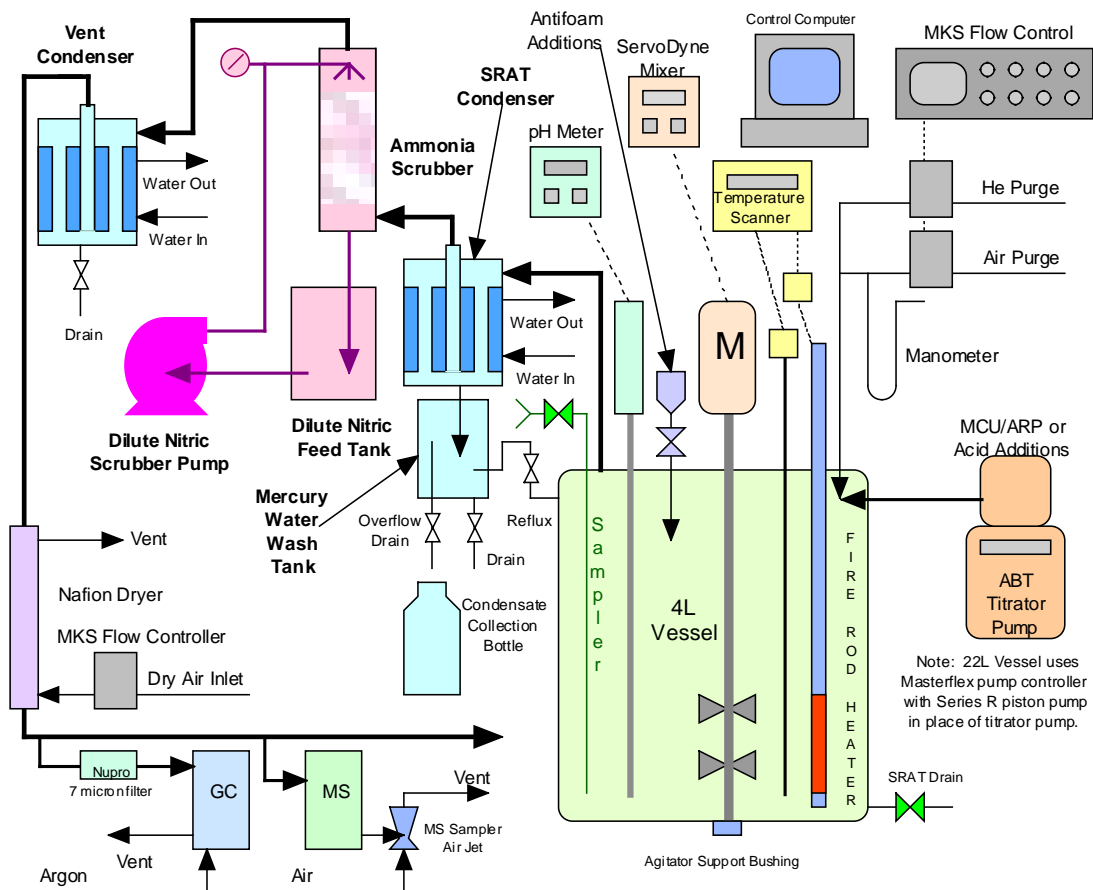 Vent
Condenser
Antifoam
Additions
ServoDyne
Mixer
Control Computer
MKS Flow Control
SRAT
Condenser
pH Meter
Ammonia
Scrubber
Water Out
Water In
Temperature
Scanner
He Purge
Air Purge
Drain
Water Out
Water In
M
Manometer
Dilute Nitric
Scrubber Pump
Dilute Nitric
Feed Tank
MCU/ARP or
Acid Additions
Mercury
Water
Wash
Tank
Overflow
Drain
Drain
Reflux
Sampler
4L
Vessel
FIRE ROD HEATER
ABT
Titrator
Pump
Vent
Nafion Dryer
MKS Flow Controller
Dry Air Inlet
Condensate
Collection
Bottle
Note: 22L Vessel uses
Masterflex pump controller
with Series R piston pump
in place of titrator pump.
Nupro
7 micron filter
GC
MS
Vent
MS Sampler
Air Jet
SRAT Drain
Vent
Argon
Air
Agitator Support Bushing